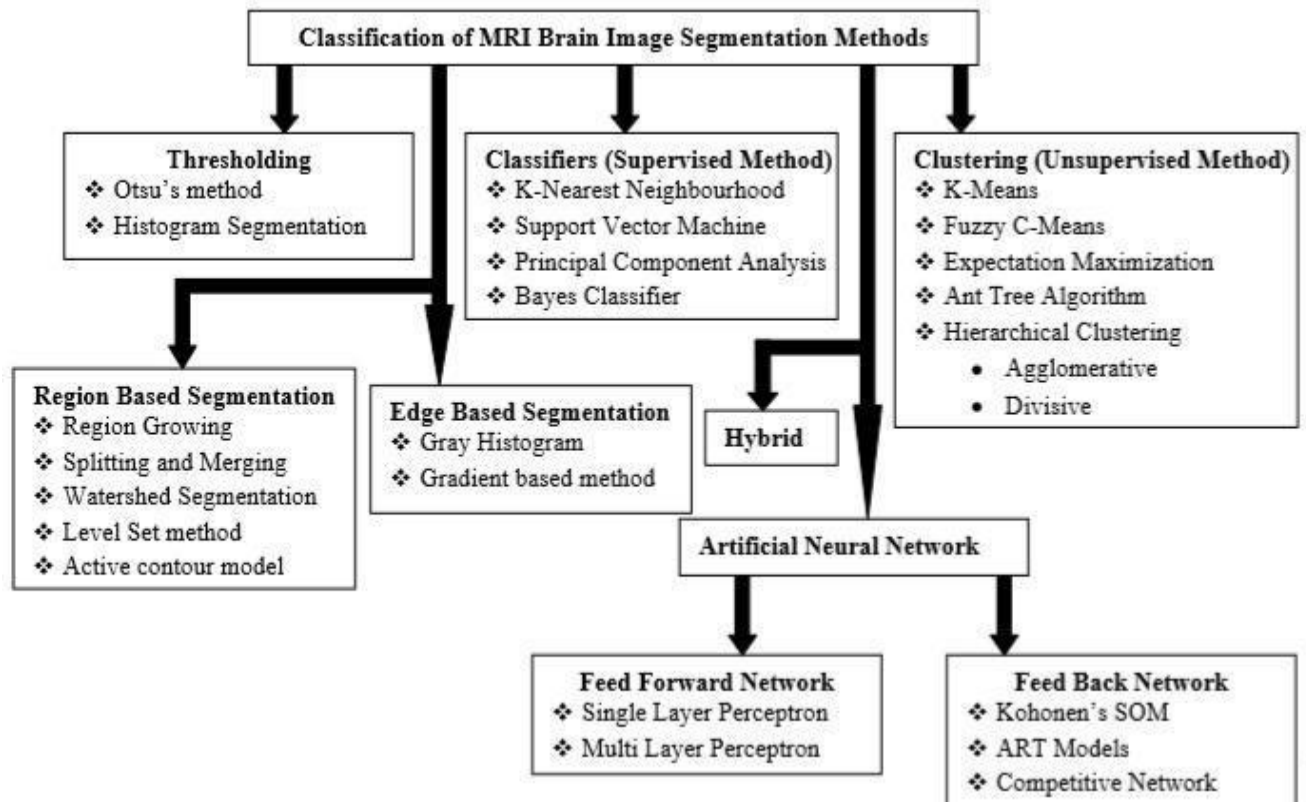 Classification of MRI Brain Image Segmentation Methods
Thresholding
❖ Otsu’s method
❖ Histogram Segmentation
Classifiers (Supervised Method)
❖ K-Nearest Neighbourhood
❖ Support Vector Machine
❖ Principal Component Analysis
❖ Bayes Classifier
Clustering (Unsupervised Method)
❖ K-Means
❖ Fuzzy C-Means
❖ Expectation Maximization
❖ Ant Tree Algorithm
❖ Hierarchical Clustering
• Agglomerative
• Divisive
Region Based Segmentation
❖ Region Growing
❖ Splitting and Merging
❖ Watershed Segmentation
❖ Level Set method
❖ Active contour model
Edge Based Segmentation
❖ Gray Histogram
❖ Gradient based method
Hybrid
Artificial Neural Network
Feed Forward Network
❖ Single Layer Perceptron
❖ Multi Layer Perceptron
Feed Back Network
❖ Kohonen’s SOM
❖ ART Models
❖ Competitive Network